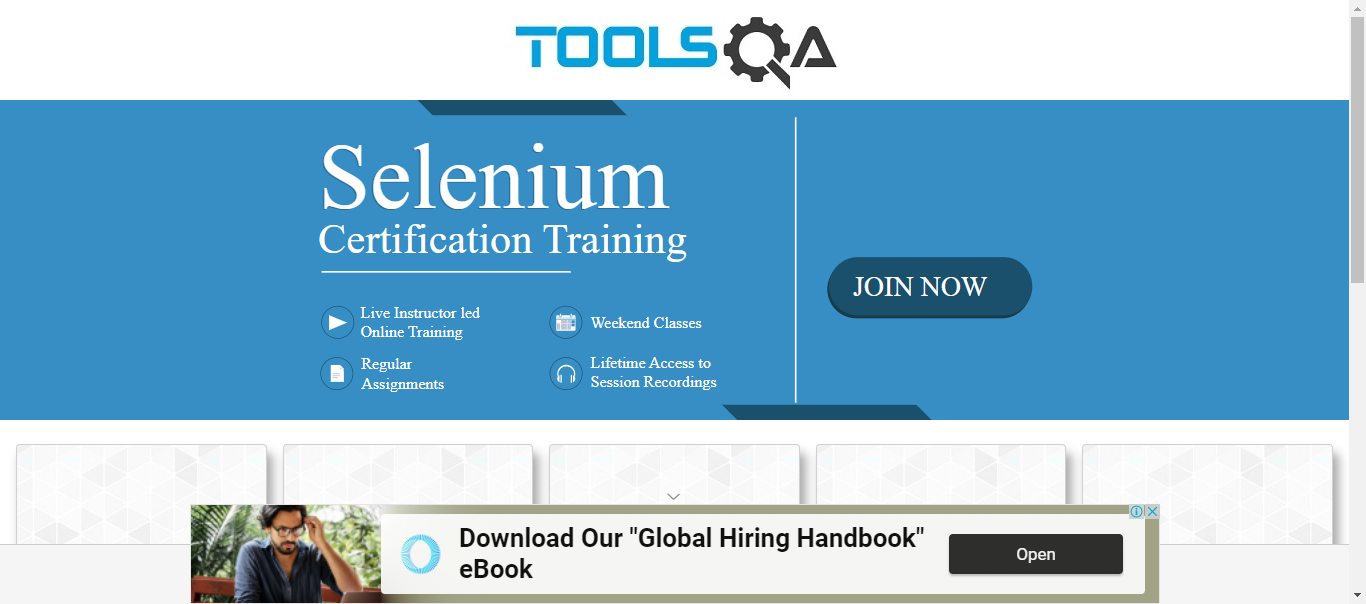 TOOLSQA
Selenium
Certification Training
JOIN NOW
Live Instructor led
Online Training
Weekend Classes
Regular
Assignments
Lifetime Access to
Session Recordings
Download Our "Global Hiring Handbook"
eBook
Open